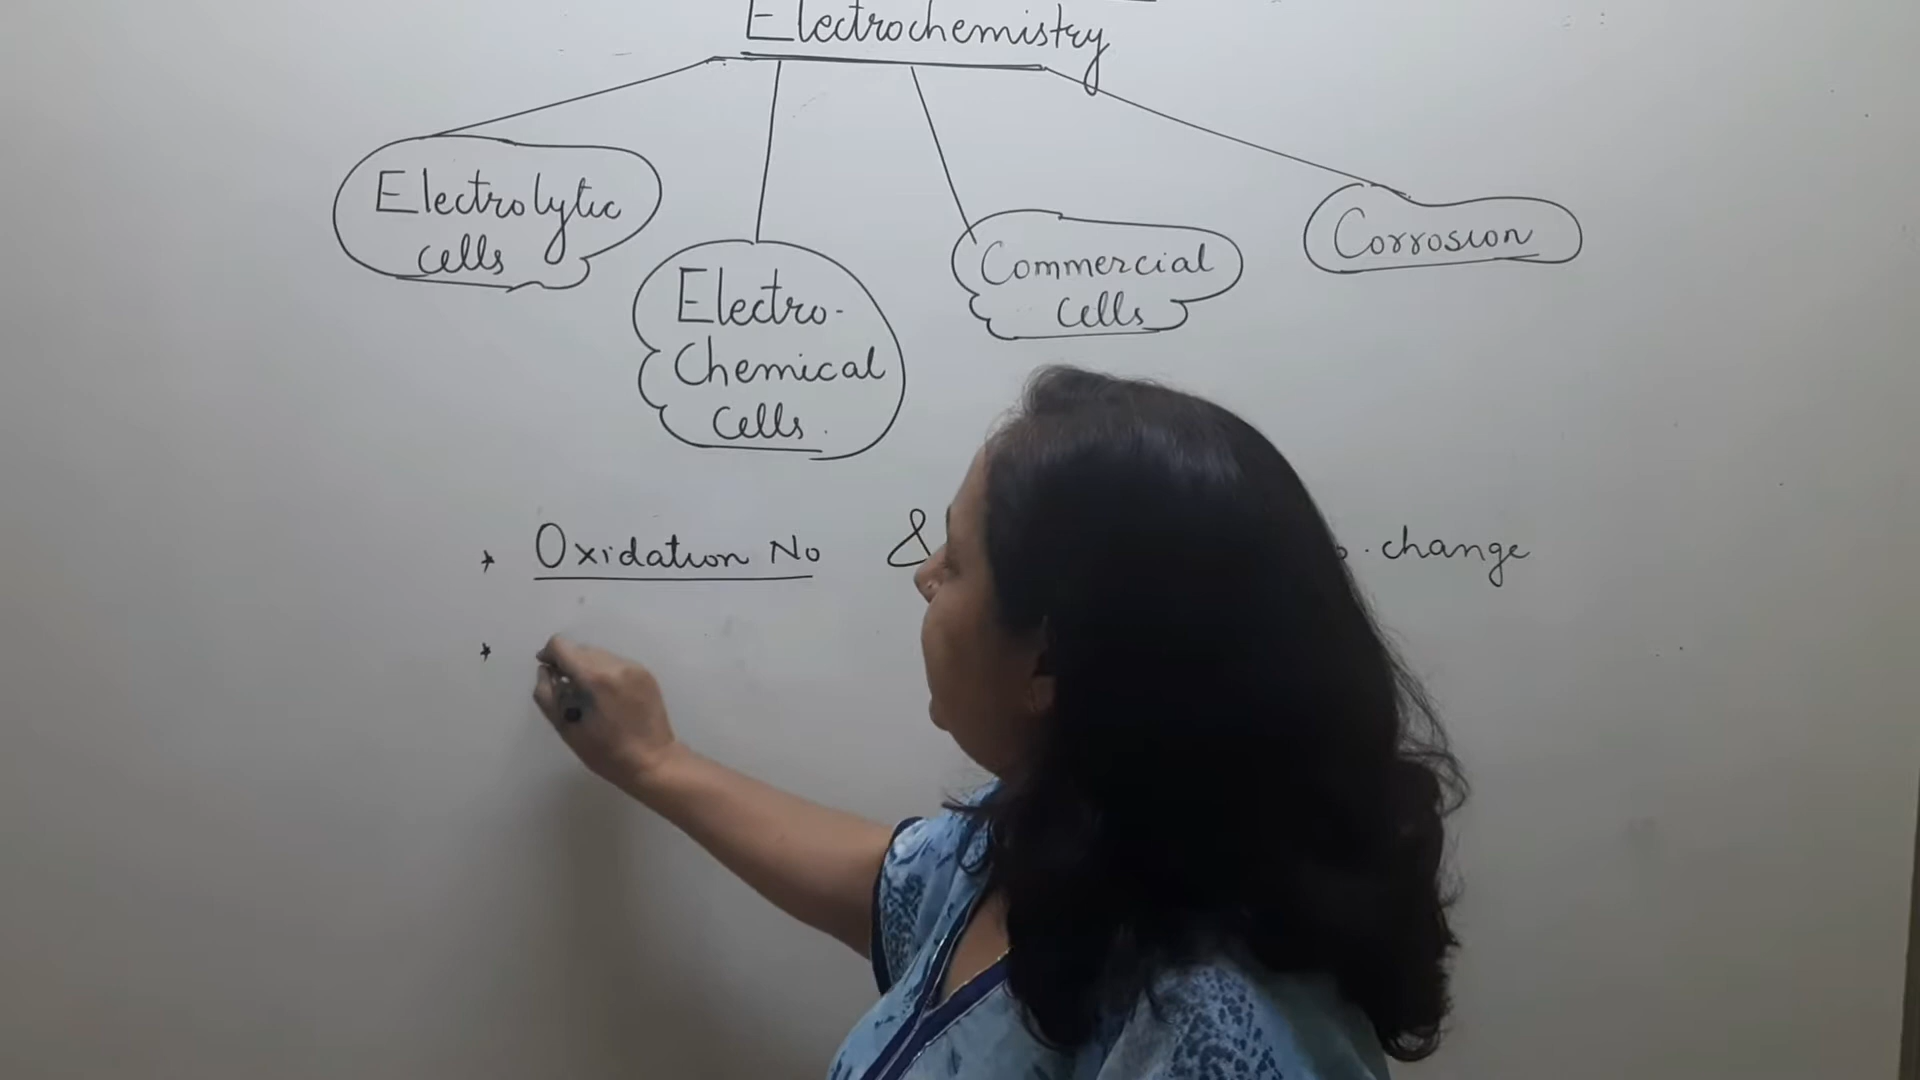 Electrochemistry
Electrolytic
cells
Electro-
Chemical
Cells.
Commercial
Cells
Corrosion
* Oxidation No & . change
*